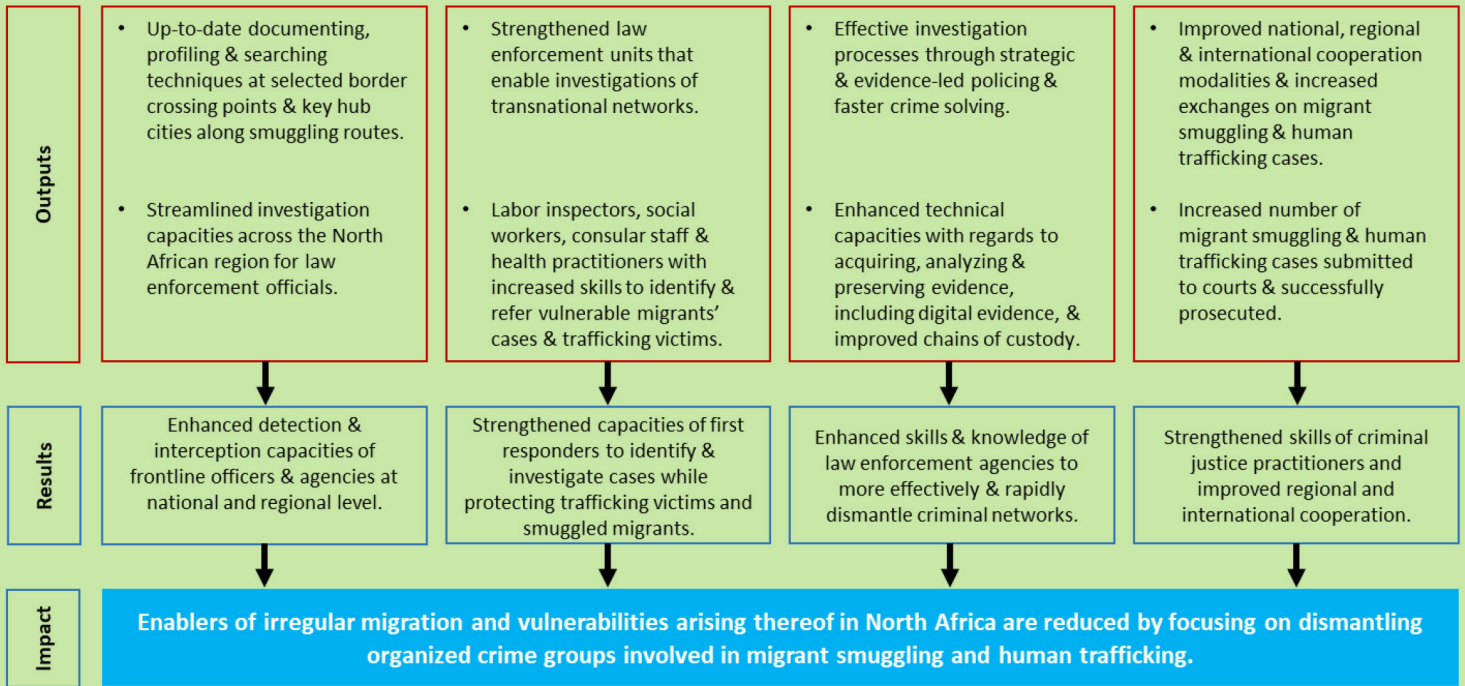 Outputs
• Up-to-date documenting,
profiling & searching
techniques at selected border
crossing points & key hub
cities along smuggling routes.
• Streamlined investigation
capacities across the North
African region for law
enforcement officials.
• Strengthened law
enforcement units that
enable investigations of
transnational networks.
• Labor inspectors, social
workers, consular staff &
health practitioners with
increased skills to identify &
refer vulnerable migrants’
cases & trafficking victims.
• Effective investigation
processes through strategic
& evidence-led policing &
faster crime solving.
• Enhanced technical
capacities with regards to
acquiring, analyzing &
preserving evidence,
including digital evidence, &
improved chains of custody.
• Improved national, regional
& international cooperation
modalities & increased
exchanges on migrant
smuggling & human
trafficking cases.
• Increased number of
migrant smuggling & human
trafficking cases submitted
to courts & successfully
prosecuted.
Results
Enhanced detection &
interception capacities of
frontline officers & agencies at
national and regional level.
Strengthened capacities of first
responders to identify &
investigate cases while
protecting trafficking victims and
smuggled migrants.
Enhanced skills & knowledge of
law enforcement agencies to
more effectively & rapidly
dismantle criminal networks.
Strengthened skills of criminal
justice practitioners and
improved regional and
international cooperation.
Impact
Enablers of irregular migration and vulnerabilities arising thereof in North Africa are reduced by focusing on dismantling
organized crime groups involved in migrant smuggling and human trafficking.